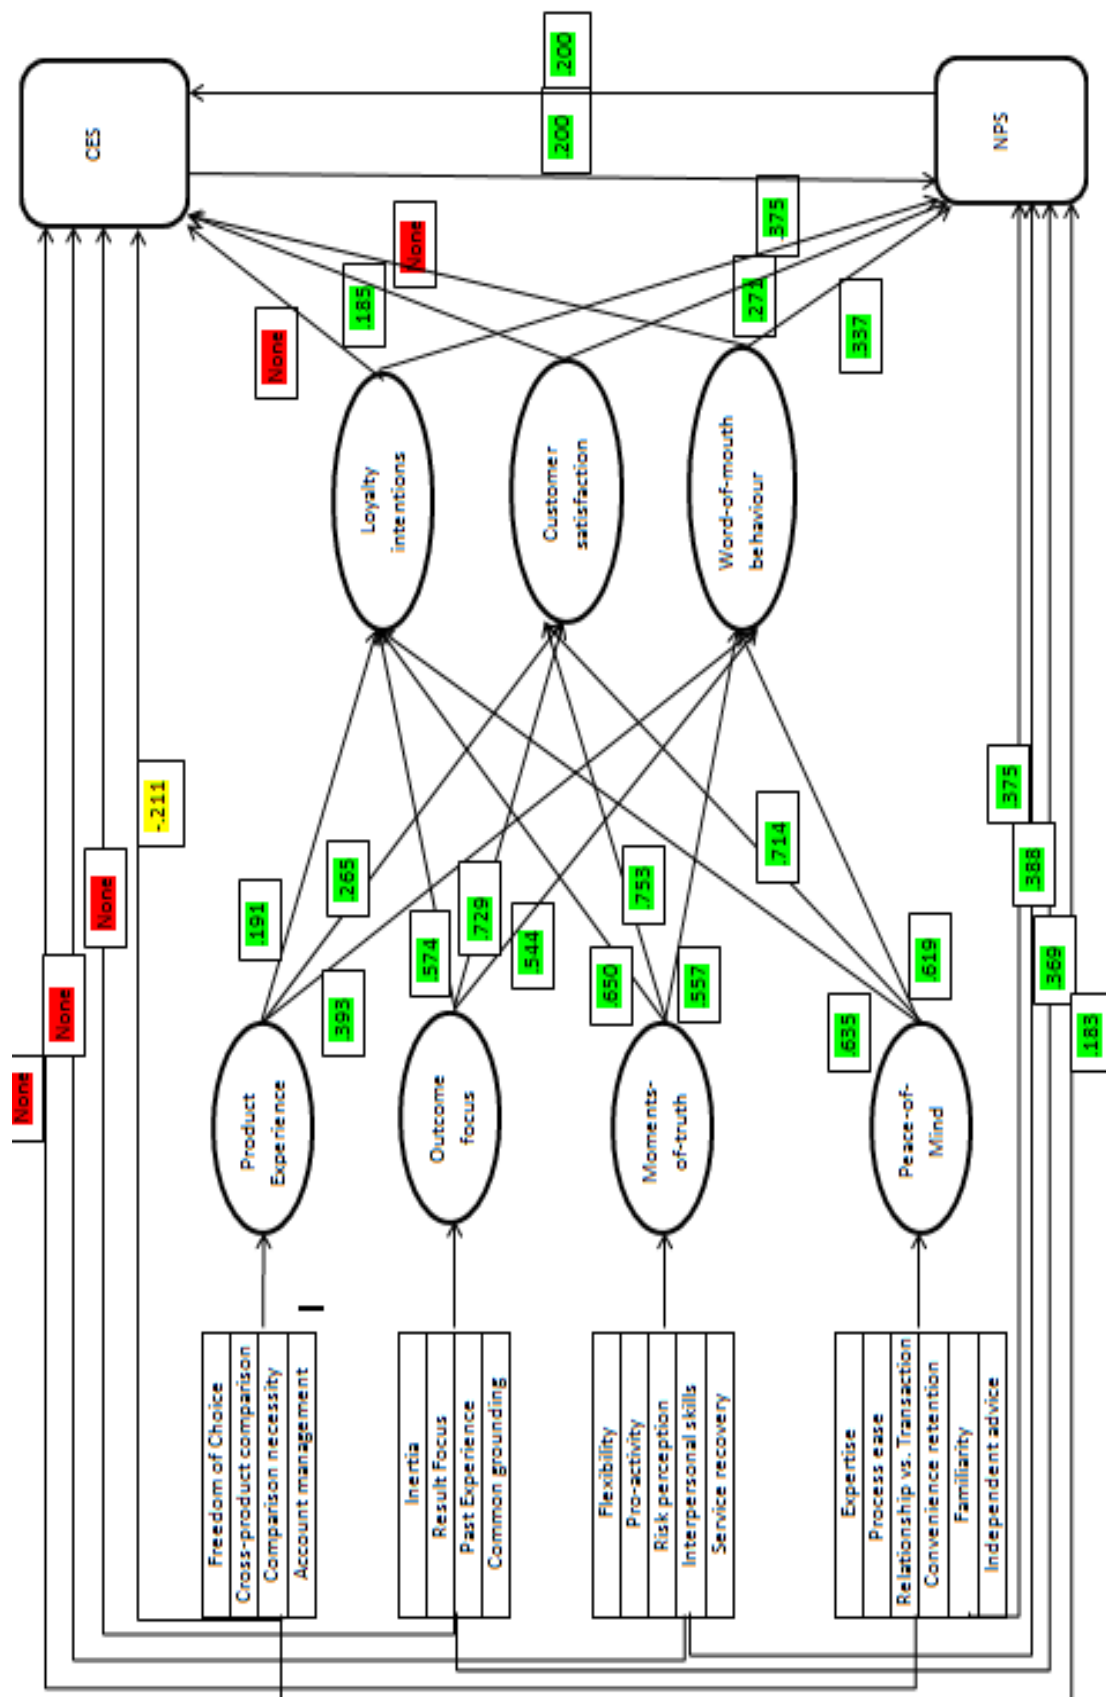 None
None
None
-.211
CES
Freedom of Choice
Cross-product comparison
Comparison necessity
Account management
Product
Experience
.191
.265
.393
None
.185
None
Loyalty
intentions
Inertia
Result Focus
Past Experience
Common grounding
Outcome
focus
.574
.729
.544
Customer
satisfaction
.200
.200
Flexibility
Pro-activity
Risk perception
Interpersonal skills
Service recovery
Moments-
of-truth
.650
.753
.557
Word-of-mouth
behaviour
.271
.375
.337
Expertise
Process ease
Relationship vs. Transaction
Convenience retention
Familiarity
Independent advice
Peace-of-
Mind
.635
.714
.619
NPS
.375
.388
.369
.183